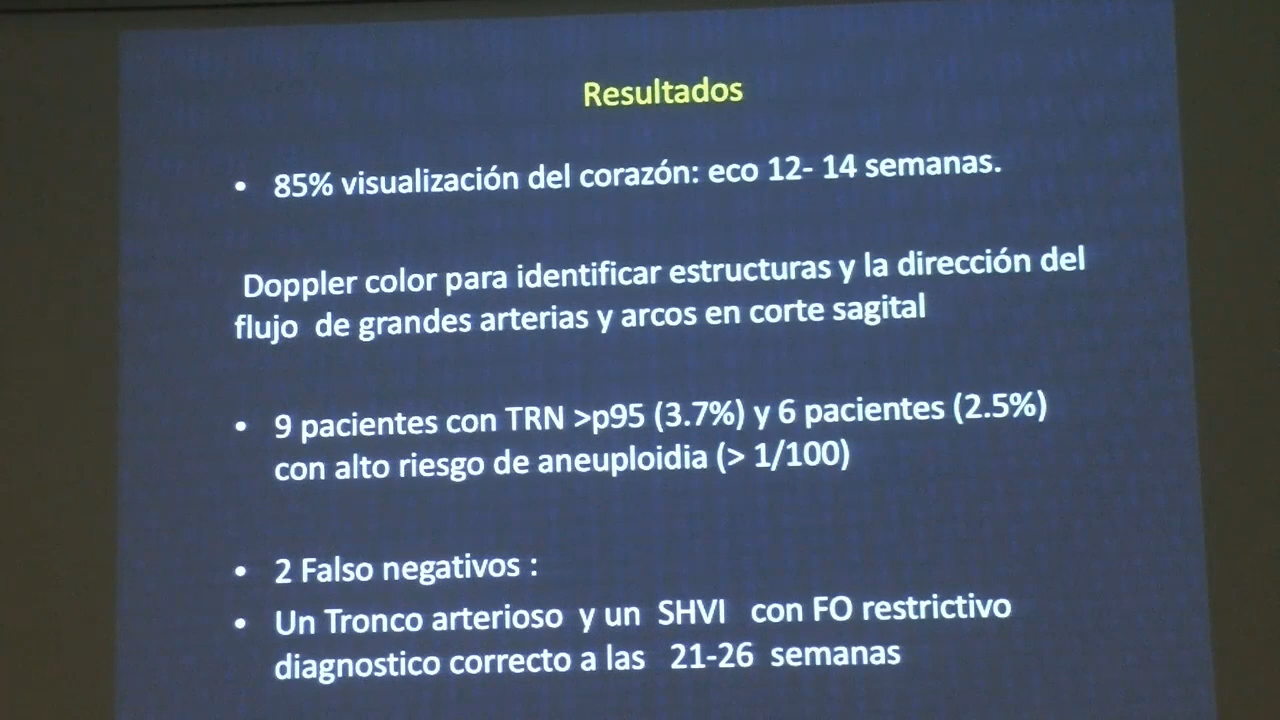 Resultados
• 85% visualización del corazón: eco 12- 14 semanas.
Doppler color para identificar estructuras y la dirección del
flujo de grandes arterias y arcos en corte sagital
• 9 pacientes con TRN >p95 (3.7%) y 6 pacientes (2.5%)
con alto riesgo de aneuploidia (> 1/100)
• 2 Falso negativos :
• Un Tronco arterioso y un SHVI con FO restrictivo
diagnostico correcto a las 21-26 semanas